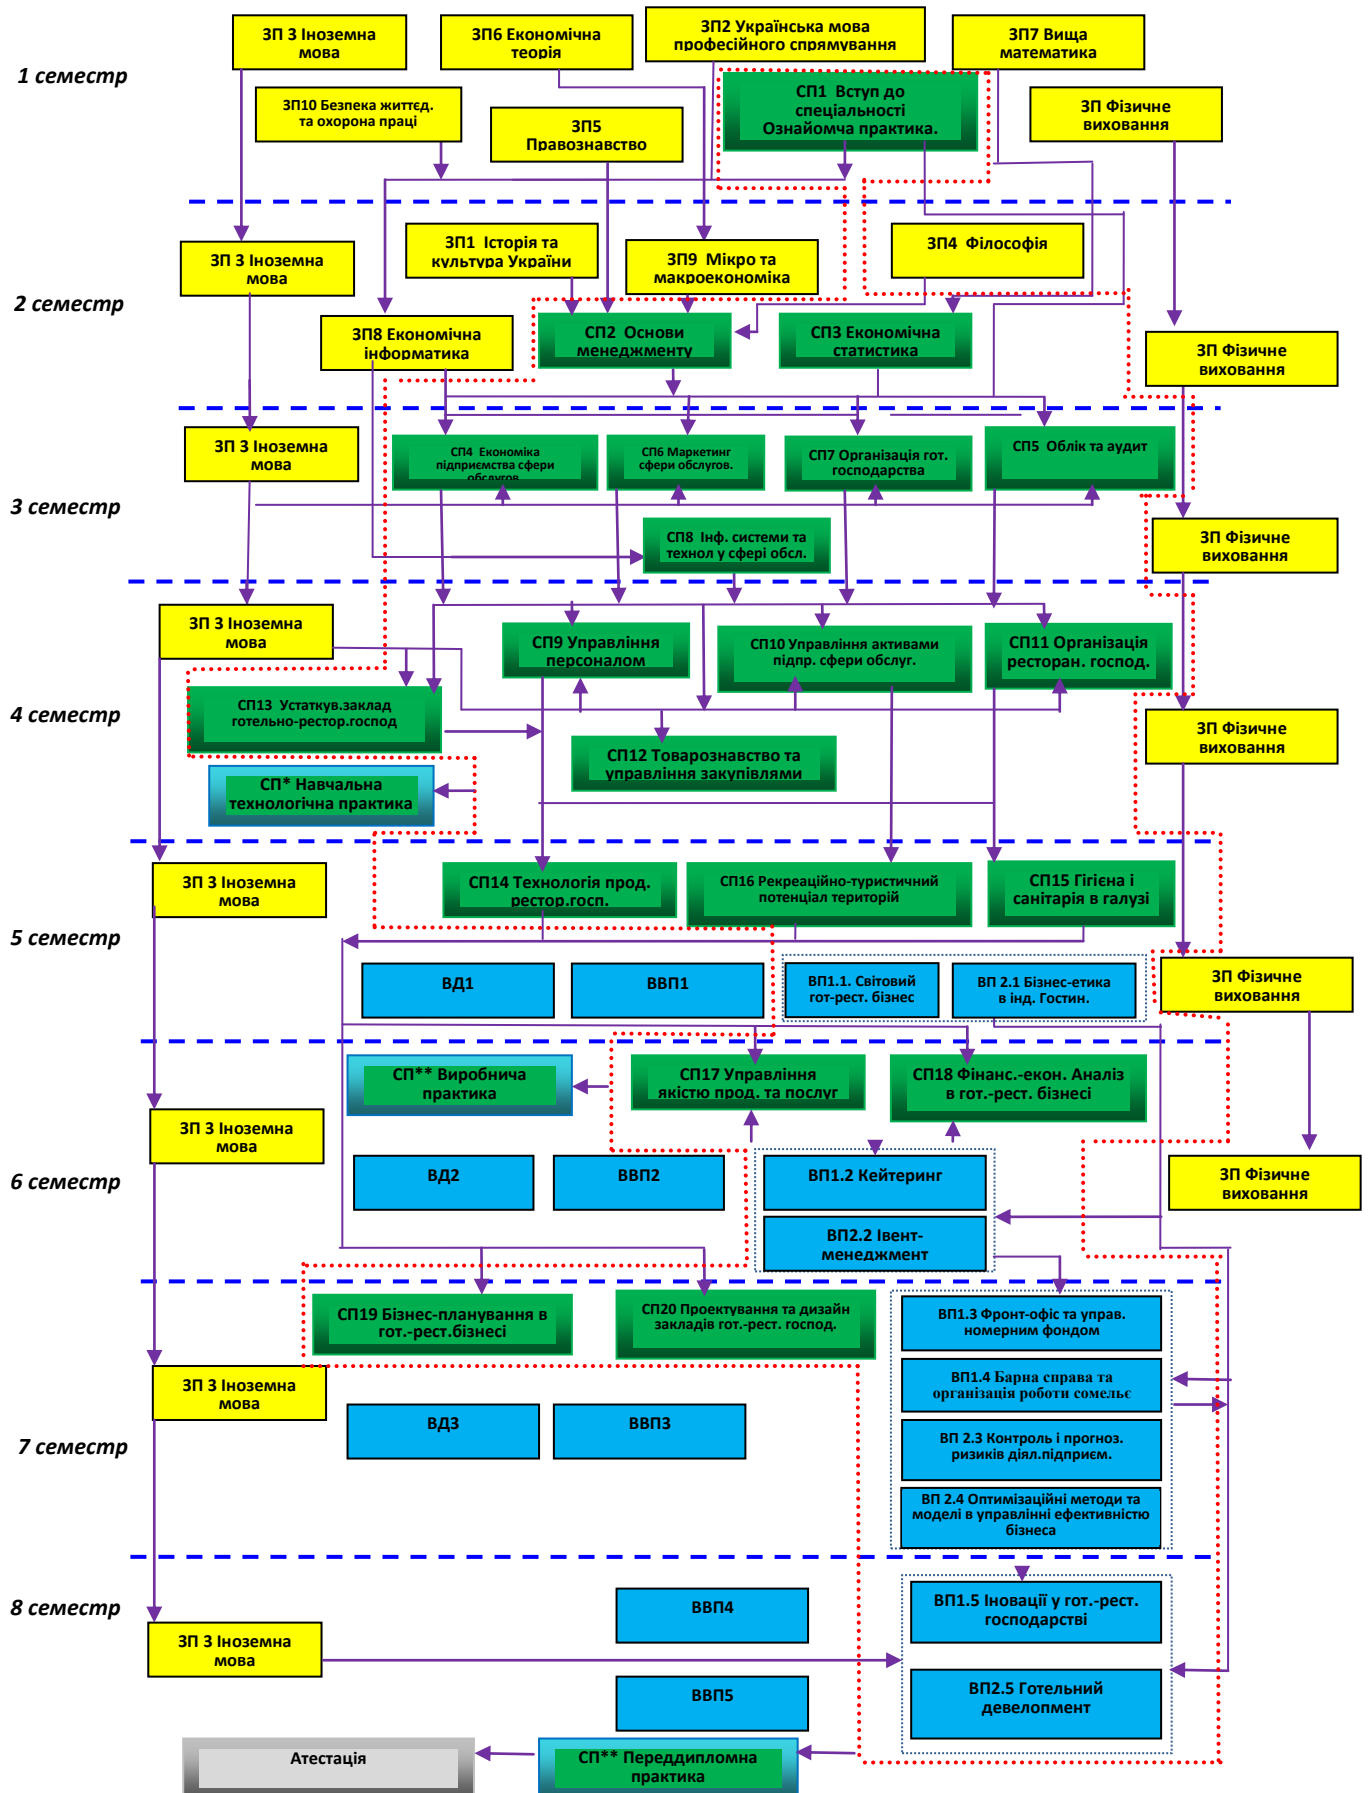 ЗП 3 Іноземна
мова
ЗП6 Економічна
теорія
ЗП2 Українська мова
професійного спрямування
ЗП7 Вища
математика
1 семестр
ЗП10 Безпека життєд.
та охорона праці
ЗП5
Правознавство
СП1 Вступ до
спеціальності
Ознайомча практика.
ЗП Фізичне
виховання
ЗП 3 Іноземна
мова
ЗП1 Історія та
культура України
ЗП9 Мікро та
макроекономіка
ЗП4 Філософія
2 семестр
ЗП8 Економічна
інформатика
СП2 Основи
менеджменту
СП3 Економічна
статистика
ЗП Фізичне
виховання
ЗП 3 Іноземна
мова
СП4 Економіка
підприємства сфери
обслугов.
СП6 Маркетинг
сфери обслугов.
СП7 Організація гот.
господарства
СП5 Облік та аудит
3 семестр
СП8 Інф. системи та
технол у сфері обсл.
ЗП Фізичне
виховання
ЗП 3 Іноземна
мова
СП9 Управління
персоналом
СП10 Управління активами
підпр. сфери обслуг.
СП11 Організація
ресторан. господ.
4 семестр
СП13 Устаткув.заклад
готельно-рестор.господ
СП12 Товарознавство та
управління закупівлями
ЗП Фізичне
виховання
СП* Навчальна
технологічна практика
ЗП 3 Іноземна
мова
СП14 Технологія прод.
рестор.госп.
СП16 Рекреаційно-туристичний
потенціал територій
СП15 Гігієна і
санітарія в галузі
5 семестр
ВД1
ВВП1
ВП1.1. Світовий
гот-рест. бізнес
ВП 2.1 Бізнес-етика
в інд. Гостин.
ЗП Фізичне
виховання
СП** Виробнича
практика
СП17 Управління
якістю прод. та послуг
СП18 Фінанс.-екон. Аналіз
в гот.-рест. бізнесі
ЗП 3 Іноземна
мова
6 семестр
ВД2
ВВП2
ВП1.2 Кейтеринг
ЗП Фізичне
виховання
ВП2.2 Івент-
менеджмент
СП19 Бізнес-планування в
гот.-рест.бізнесі
СП20 Проектування та дизайн
закладів гот.-рест. господ.
ВП1.3 Фронт-офіс та управ.
номерним фондом
ЗП 3 Іноземна
мова
ВП1.4 Барна справа та
організація роботи сомельє
7 семестр
ВД3
ВВП3
ВП 2.3 Контроль і прогноз.
ризиків діял.підприєм.
ВП 2.4 Оптимізаційні методи та
моделі в управлінні ефективністю
бізнеса
8 семестр
ВВП4
ВП1.5 Іновації у гот.-рест.
господарстві
ЗП 3 Іноземна
мова
ВВП5
ВП2.5 Готельний
девелопмент
Атестація
СП** Переддипломна
практика